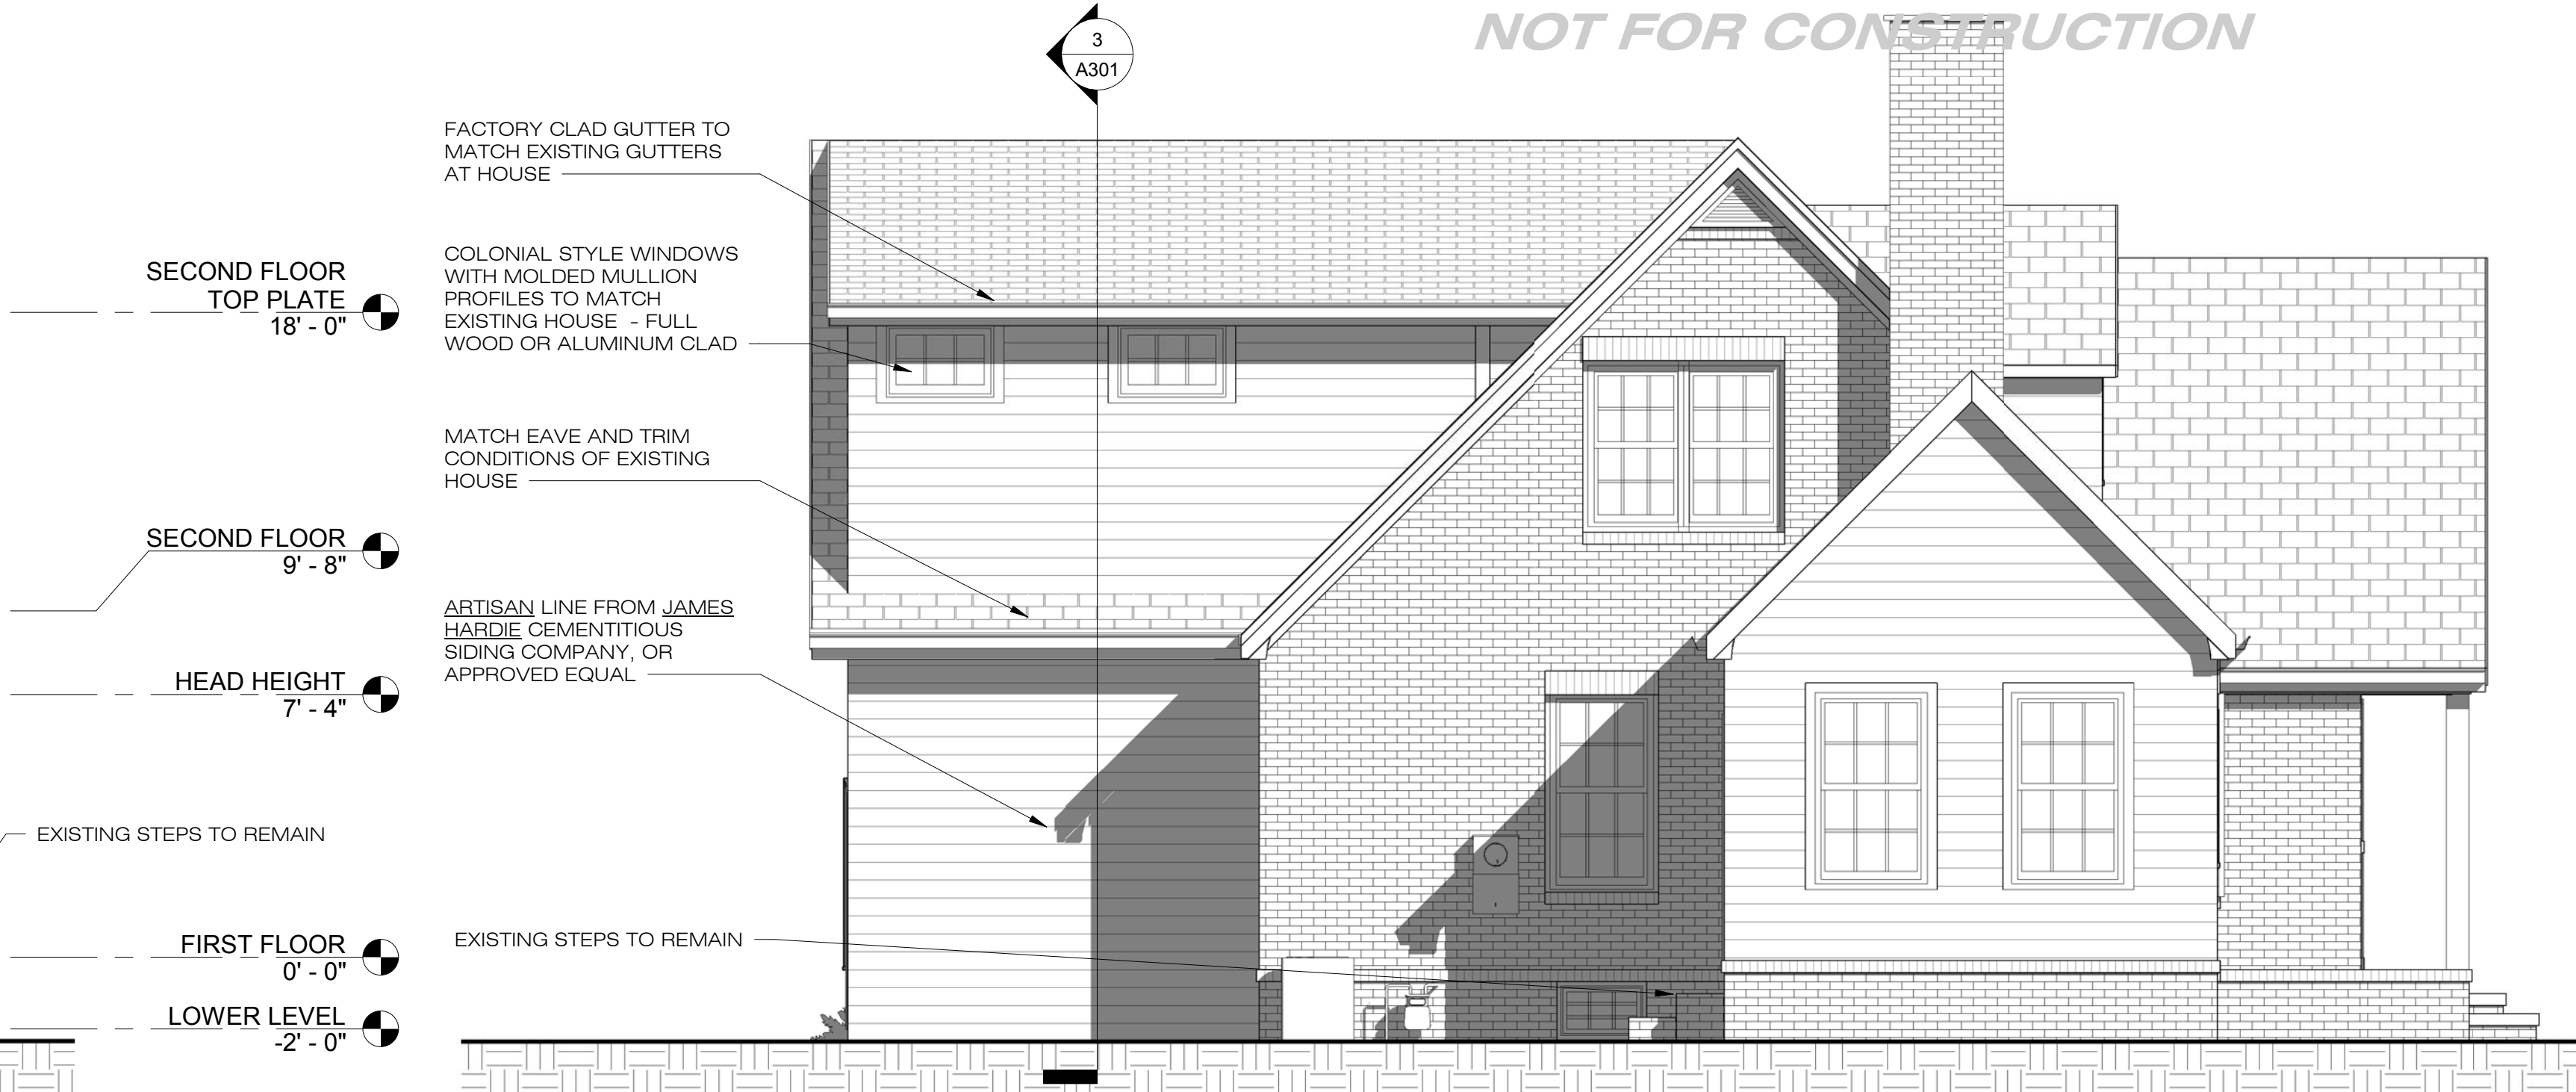 NOT FOR CONSTRUCTION
3
A301
FACTORY CLAD GUTTER TO
MATCH EXISTING GUTTERS
AT HOUSE
COLONIAL STYLE WINDOWS
WITH MOLDED MULLION
PROFILES TO MATCH
EXISTING HOUSE - FULL
WOOD OR ALUMINUM CLAD
MATCH EAVE AND TRIM
CONDITIONS OF EXISTING
HOUSE
ARTISAN LINE FROM JAMES
HARDIE CEMENTITIOUS
SIDING COMPANY, OR
APPROVED EQUAL
EXISTING STEPS TO REMAIN
SECOND FLOOR
TOP PLATE
18' - 0"
SECOND FLOOR
9' - 8"
HEAD HEIGHT
7' - 4"
EXISTING STEPS TO REMAIN
FIRST FLOOR
0' - 0"
LOWER LEVEL
-2' - 0"